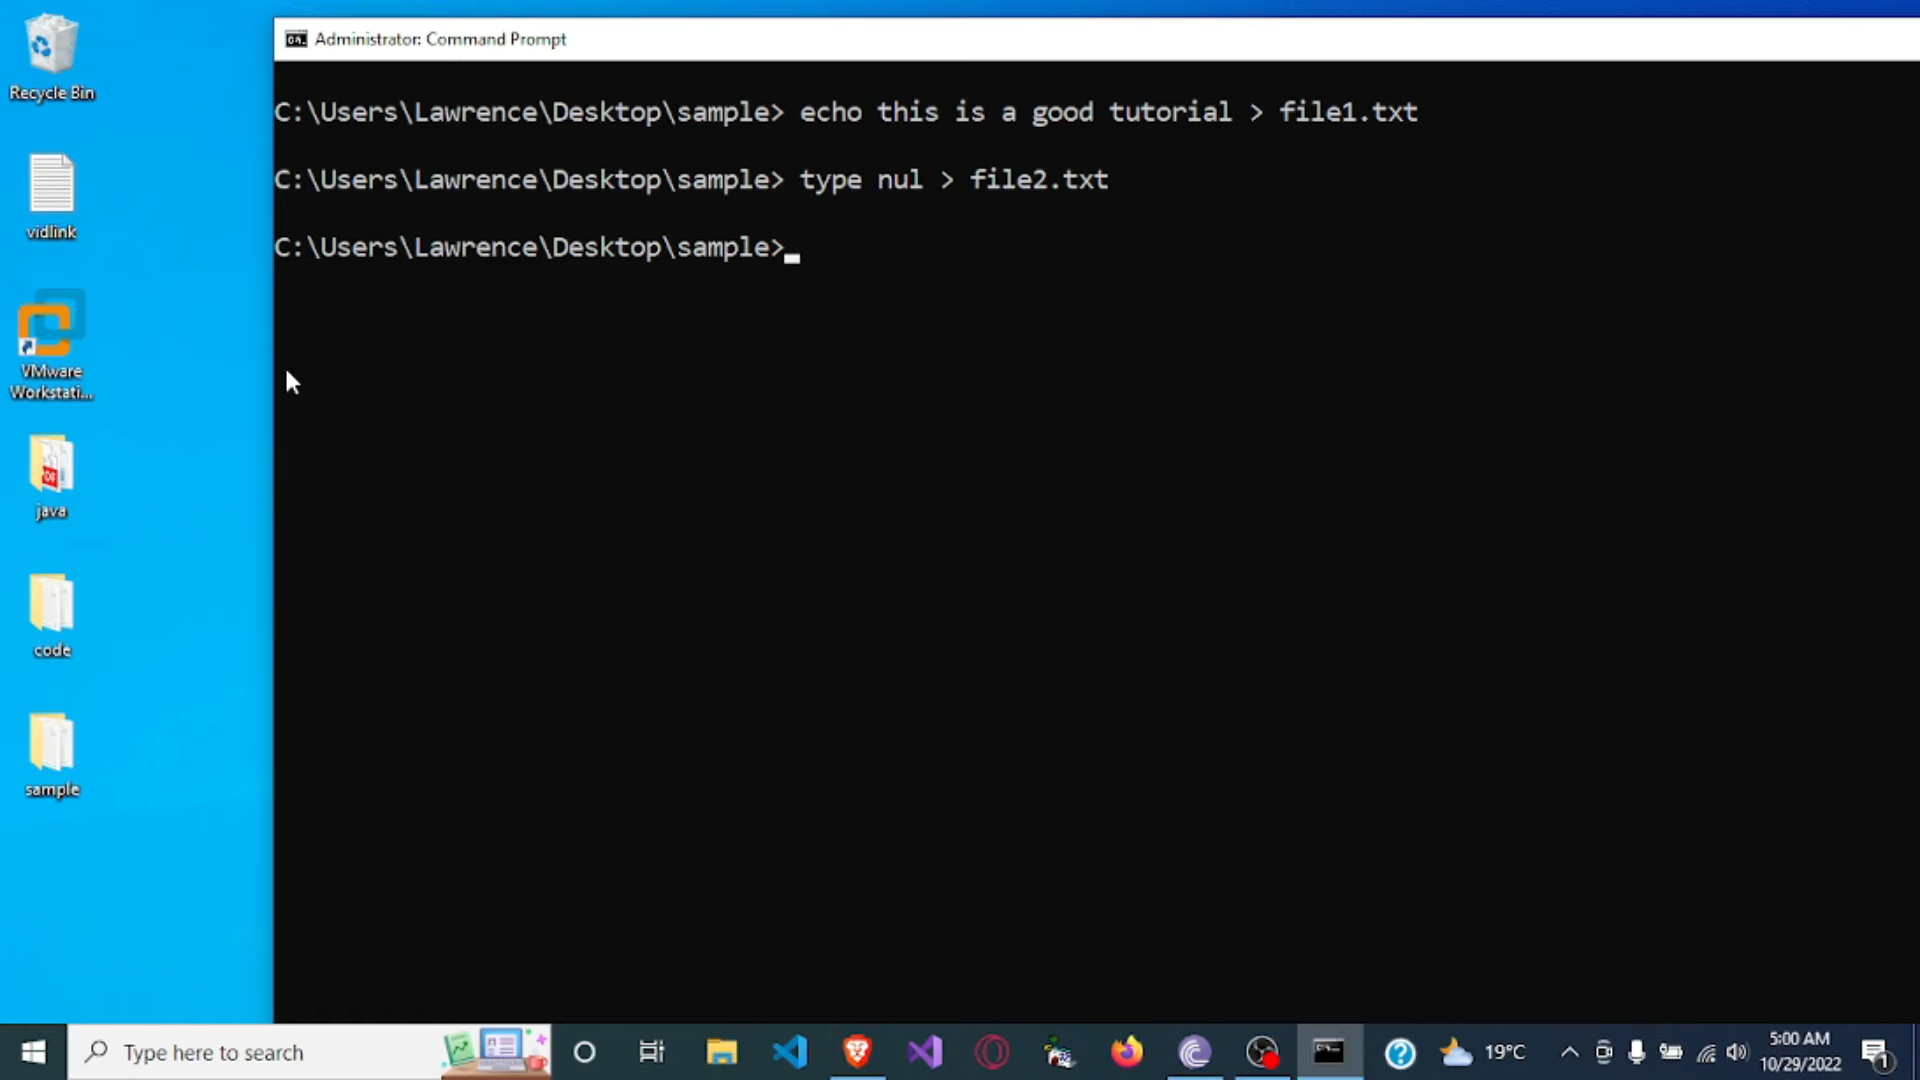 Administrator: Command Prompt
C:\Users\Lawrence\Desktop\sample> echo this is a good tutorial > file1.txt
C:\Users\Lawrence\Desktop\sample> type nul > file2.txt
C:\Users\Lawrence\Desktop\sample>
Recycle Bin
vidlink
VMware
Workstati...
java
code
sample
Type here to search
19°C
5:00 AM
10/29/2022
1